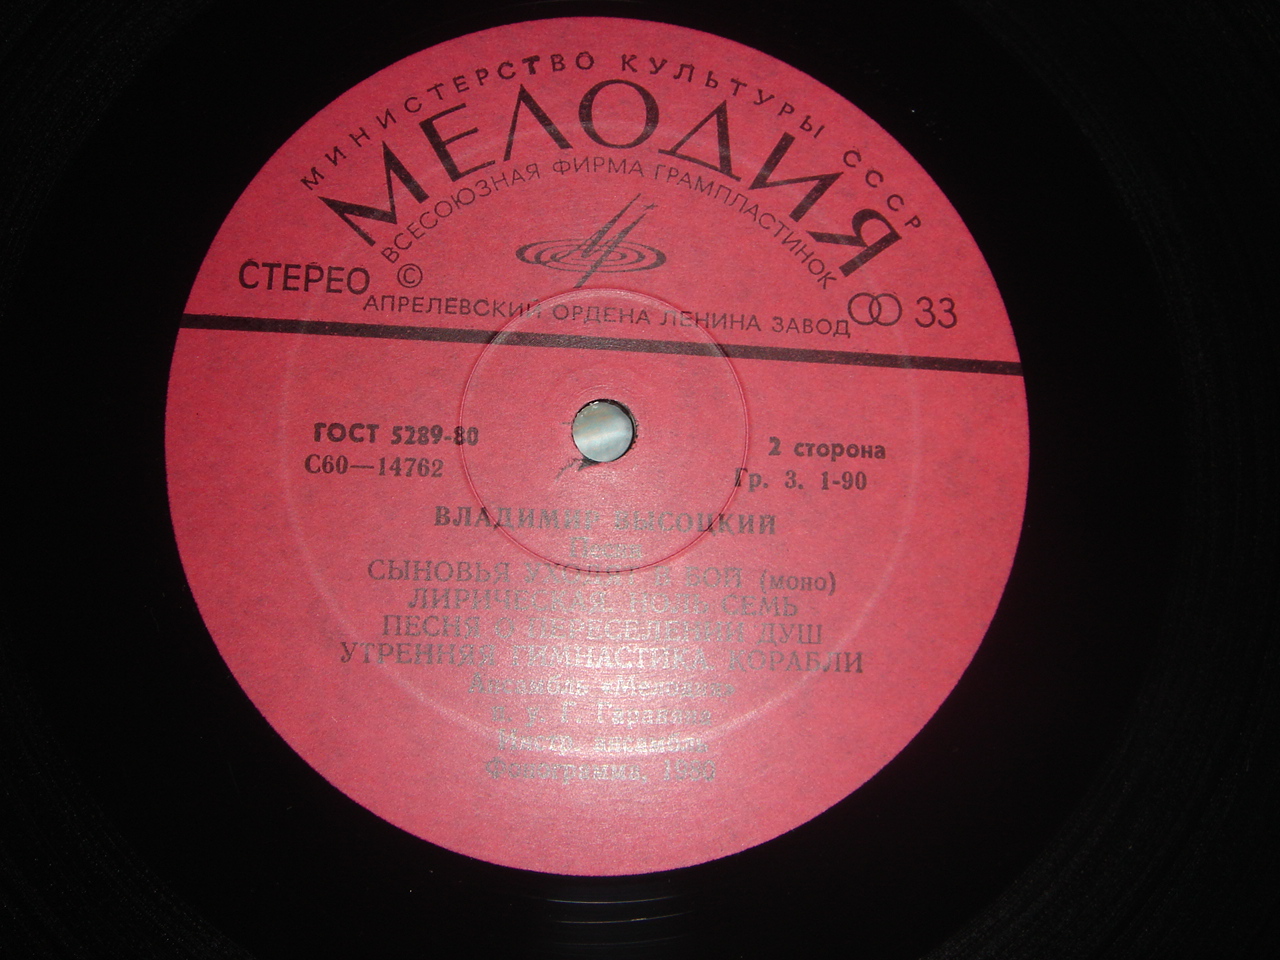 МИНИСТЕРСТВО КУЛЬТУРЫ СССР
МЕЛОДИЯ
ВСЕСОЮЗНАЯ ФИРМА ГРАМПЛАСТИНОК
СТЕРЕО © 33
АПРЕЛЕВСКИЙ ОРДЕНА ЛЕНИНА ЗАВОД
ГОСТ 5289-80 2 сторона
С60—14762 Гр. 3. 1-90
ВЛАДИМИР ВЫСОЦКИЙ
Песни
СЫНОВЬЯ УХОДЯТ В БОЙ (моно)
ЛИРИЧЕСКАЯ. НОЛЬ СЕМЬ
ПЕСНЯ О ПЕРЕСЕЛЕНИИ ДУШ
УТРЕННЯЯ ГИМНАСТИКА. КОРАБЛИ
Ансамбль «Мелодия»
п. у. Г. Гараняна
Инстр. ансамбль
Фонограмма, 1980